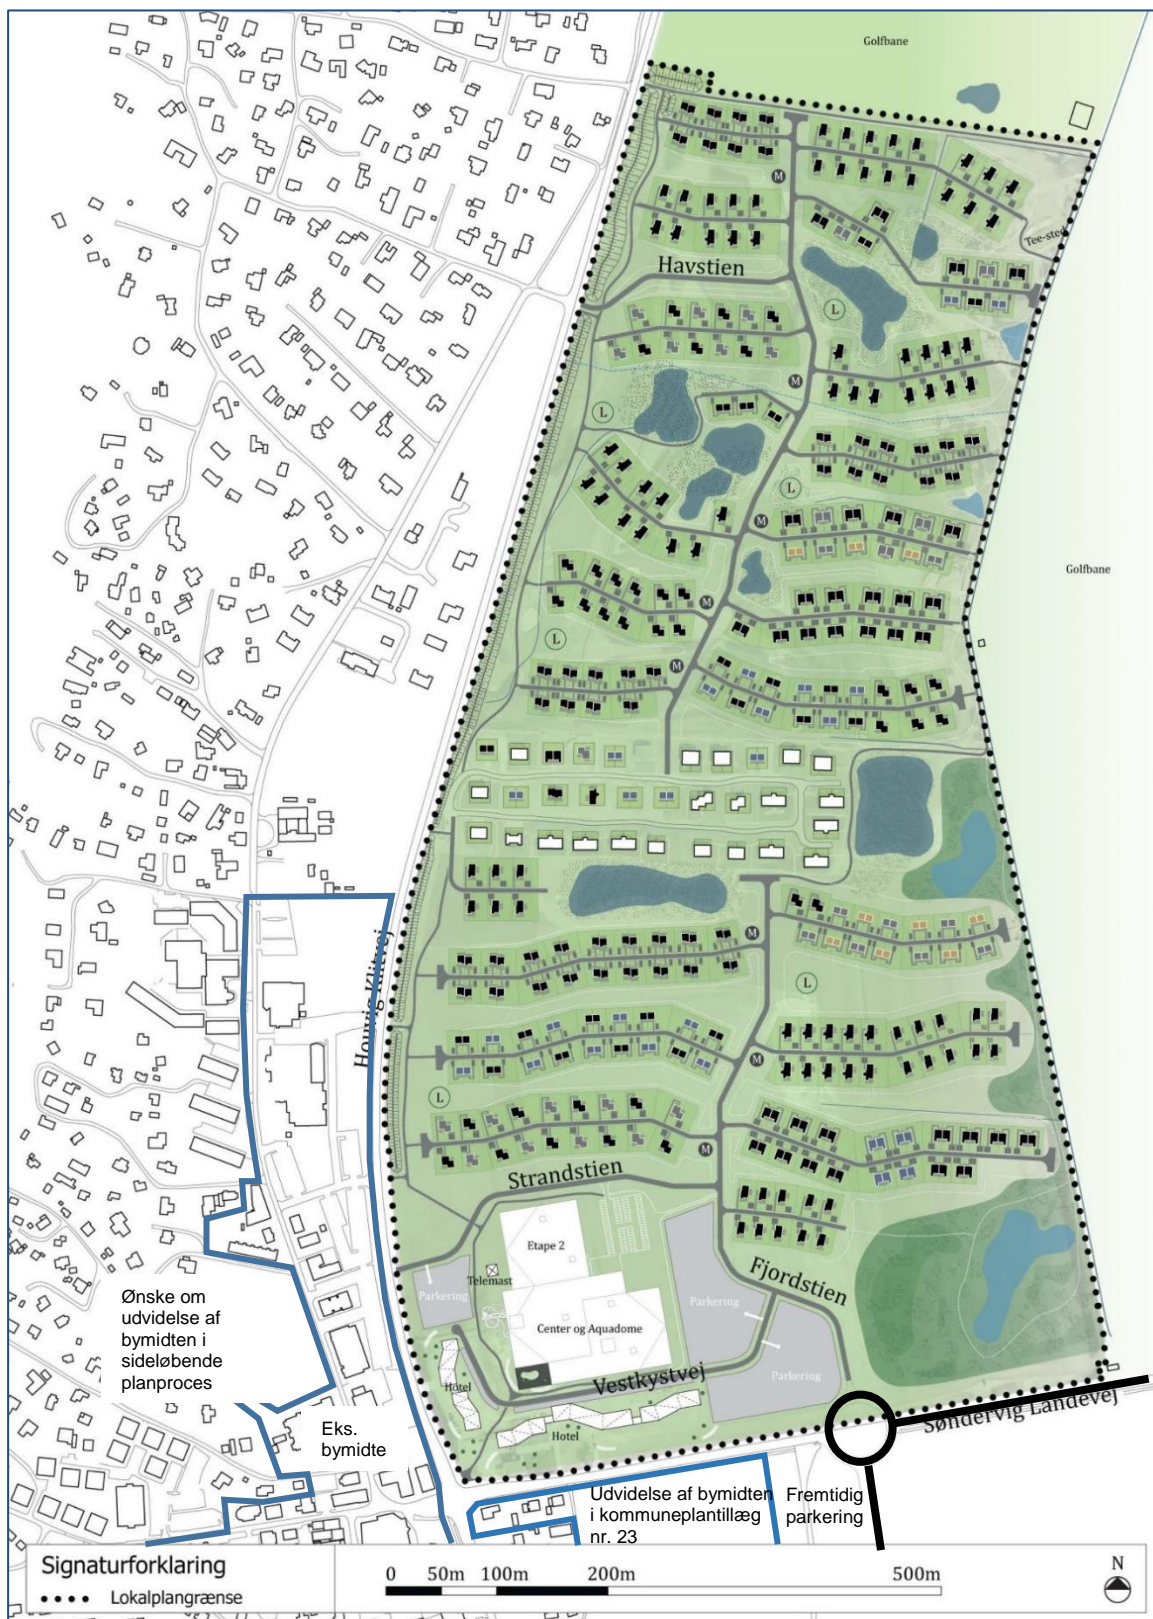 Golfbane
M
Tee-sted
Havstien
L
M
L
L
M
Golfbane
M
L
M
M
Houvig Klitvej
L
M
L
M
Strandstien
Etape 2
Fjordstien
Telemast
Parkering
Parkering
Center og Aquadome
Ønske om
udvidelse af
bymidten i
sideløbende
planproces
Vestkystvej
Parkering
Hotel
Søndervig Landevej
Eks.
bymidte
Hotel
Udvidelse af bymidten
i kommuneplantillæg
nr. 23
Fremtidig
parkering
Signaturforklaring
Lokalplangrænse
0 50m 100m 200m 500m
N